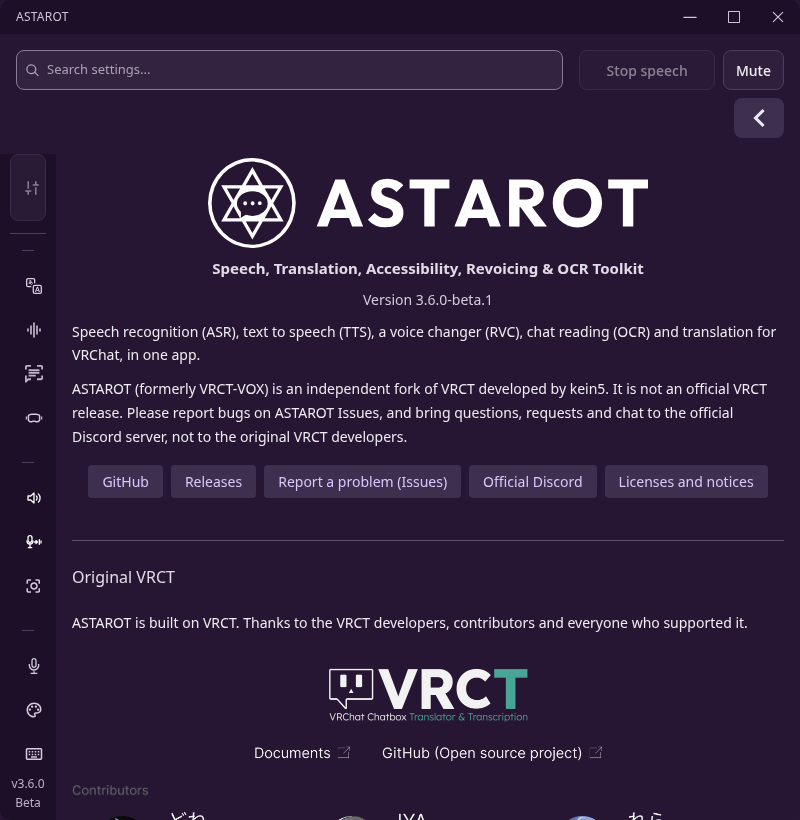 ASTAROT
Search settings...
Stop speech
Mute
ASTAROT
Speech, Translation, Accessibility, Revoicing & OCR Toolkit
Version 3.6.0-beta.1
Speech recognition (ASR), text to speech (TTS), a voice changer (RVC), chat reading (OCR) and translation for
VRChat, in one app.
ASTAROT (formerly VRCT-VOX) is an independent fork of VRCT developed by kein5. It is not an official VRCT
release. Please report bugs on ASTAROT Issues, and bring questions, requests and chat to the official
Discord server, not to the original VRCT developers.
GitHub
Releases
Report a problem (Issues)
Official Discord
Licenses and notices
Original VRCT
ASTAROT is built on VRCT. Thanks to the VRCT developers, contributors and everyone who supported it.
VRCT
VRChat Chatbox Translator & Transcription
Documents
GitHub (Open source project)
v3.6.0
Beta
Contributors